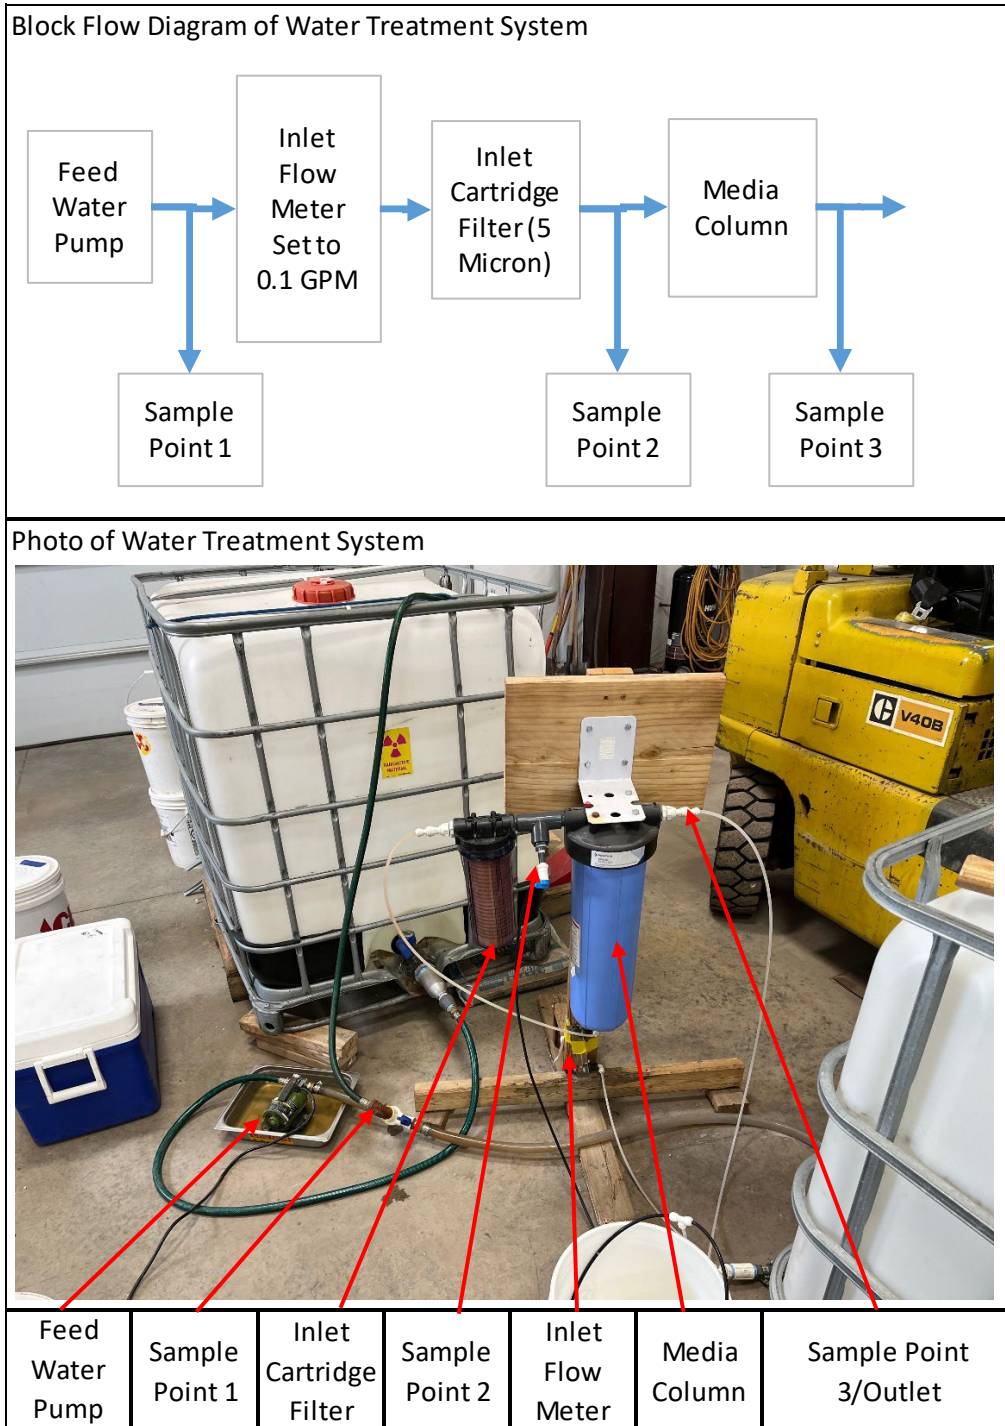 Block Flow Diagram of Water Treatment System
Feed
Water
Pump
Inlet
Flow
Meter
Set to
0.1 GPM
Inlet
Cartridge
Filter (5
Micron)
Media
Column
Sample
Point 1
Sample
Point 2
Sample
Point 3
Photo of Water Treatment System
V40B
RADIOACTIVE
MATERIAL
Feed
Water
Pump
Sample
Point 1
Inlet
Cartridge
Filter
Sample
Point 2
Inlet
Flow
Meter
Media
Column
Sample Point
3/Outlet